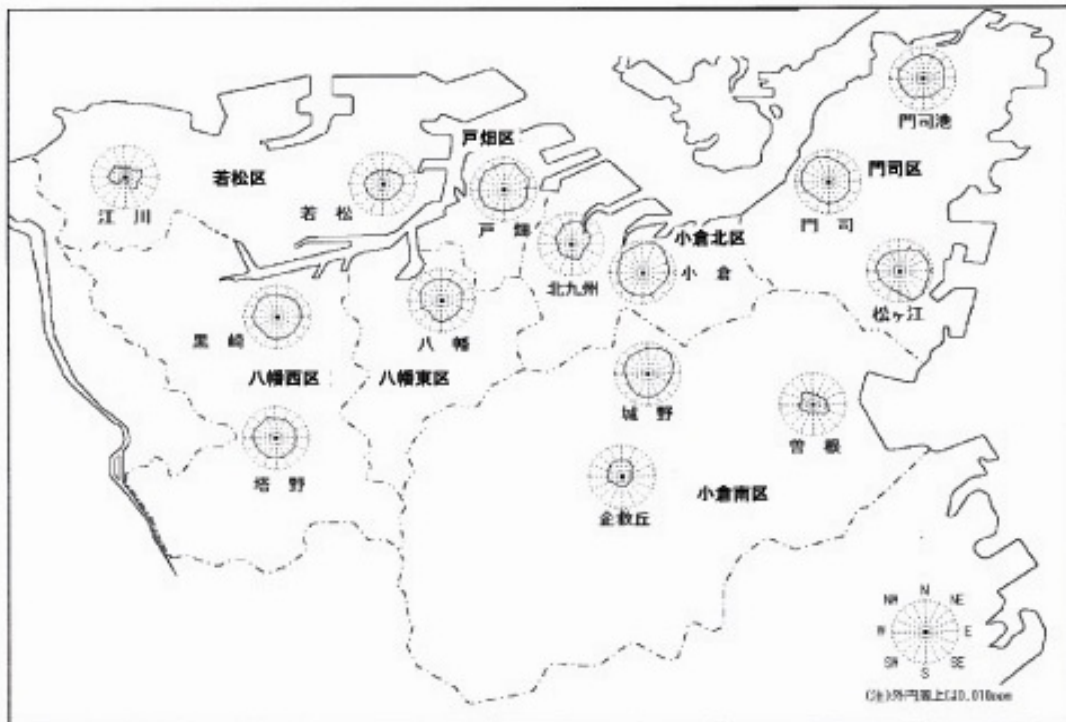 門司港
戸畑区
若松区
門司区
江 川
若 松
戸 畑
門 司
小倉北区
小 倉
北九州
松ヶ江
黒 崎
八 幡
八幡西区
八幡東区
城 野
曽 根
塔 野
企救丘
小倉南区
N
NW
NE
W
E
SW
SE
S
(注)外円周上は0.010ppm